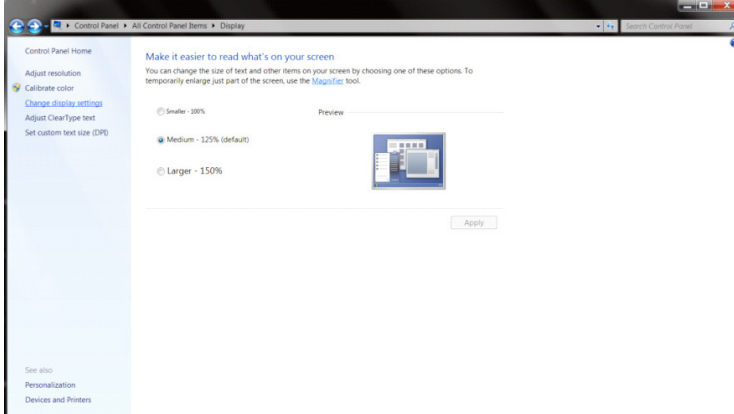 Control Panel ▸ All Control Panel Items ▸ Display
Search Control Panel
Control Panel Home
Adjust resolution
Calibrate color
Change display settings
Adjust ClearType text
Set custom text size (DPI)
Make it easier to read what's on your screen
You can change the size of text and other items on your screen by choosing one of these options. To
temporarily enlarge just part of the screen, use the Magnifier tool.
Smaller - 100%
Preview
Medium - 125% (default)
Larger - 150%
Apply
See also
Personalization
Devices and Printers